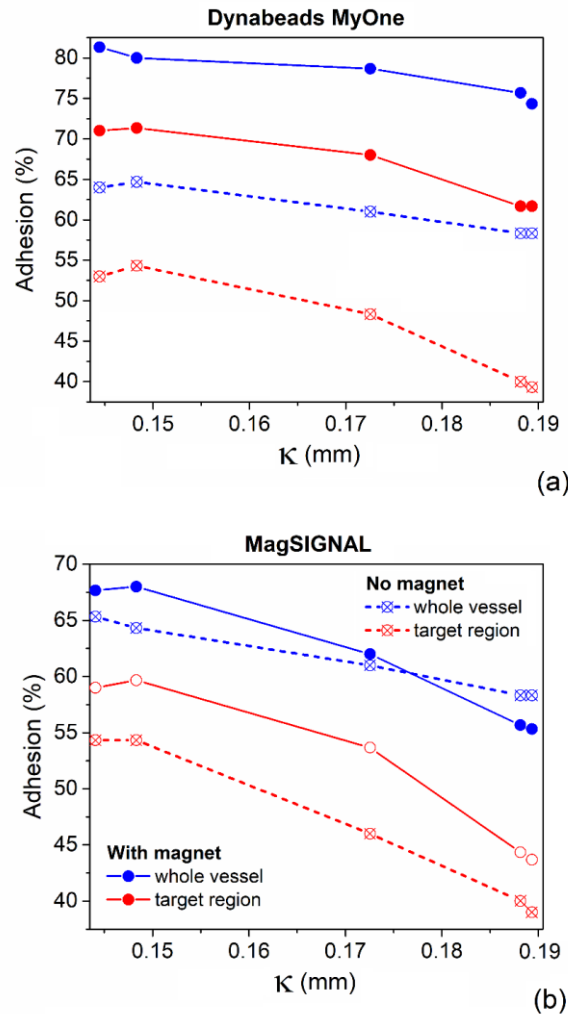 Dynabeads MyOne
80
75
70
65
60
55
50
45
40
Adhesion (%)
0.15 0.16 0.17 0.18 0.19
κ (mm)
(a)
MagSIGNAL
70
65
60
55
50
45
40
Adhesion (%)
No magnet
whole vessel
target region
With magnet
whole vessel
target region
0.15 0.16 0.17 0.18 0.19
κ (mm)
(b)